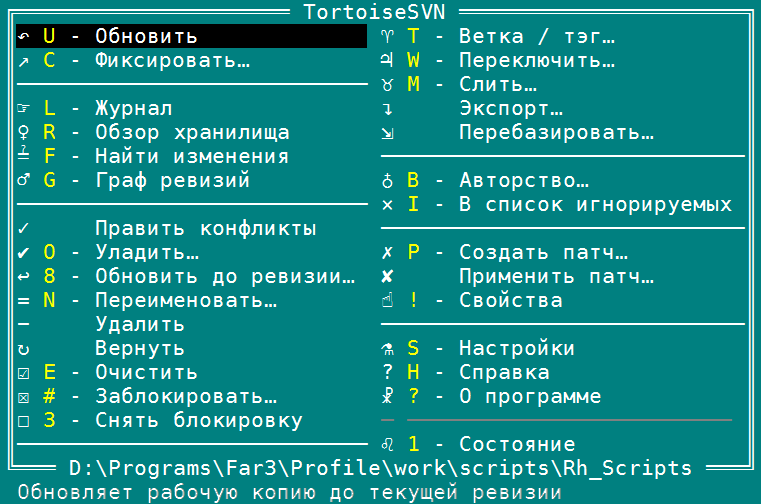 TortoiseSVN
↶ U - Обновить
↗ C - Фиксировать…
☞ L - Журнал
♀ R - Обзор хранилища
≟ F - Найти изменения
♂ G - Граф ревизий
✓ Править конфликты
✔ O - Уладить…
↩ 8 - Обновить до ревизии…
= N - Переименовать…
− Удалить
↻ Вернуть
☑ E - Очистить
☒ # - Заблокировать…
☐ 3 - Снять блокировку
♈ T - Ветка / тэг…
♃ W - Переключить…
♉ M - Слить…
↴ Экспорт…
⇲ Перебазировать…
♁ B - Авторство…
× I - В список игнорируемых
✗ P - Создать патч…
✘ Применить патч…
☝ ! - Свойства
⚗ S - Настройки
? H - Справка
☧ ? - О программе
♌ 1 - Состояние
D:\Programs\Far3\Profile\work\scripts\Rh_Scripts
Обновляет рабочую копию до текущей ревизии